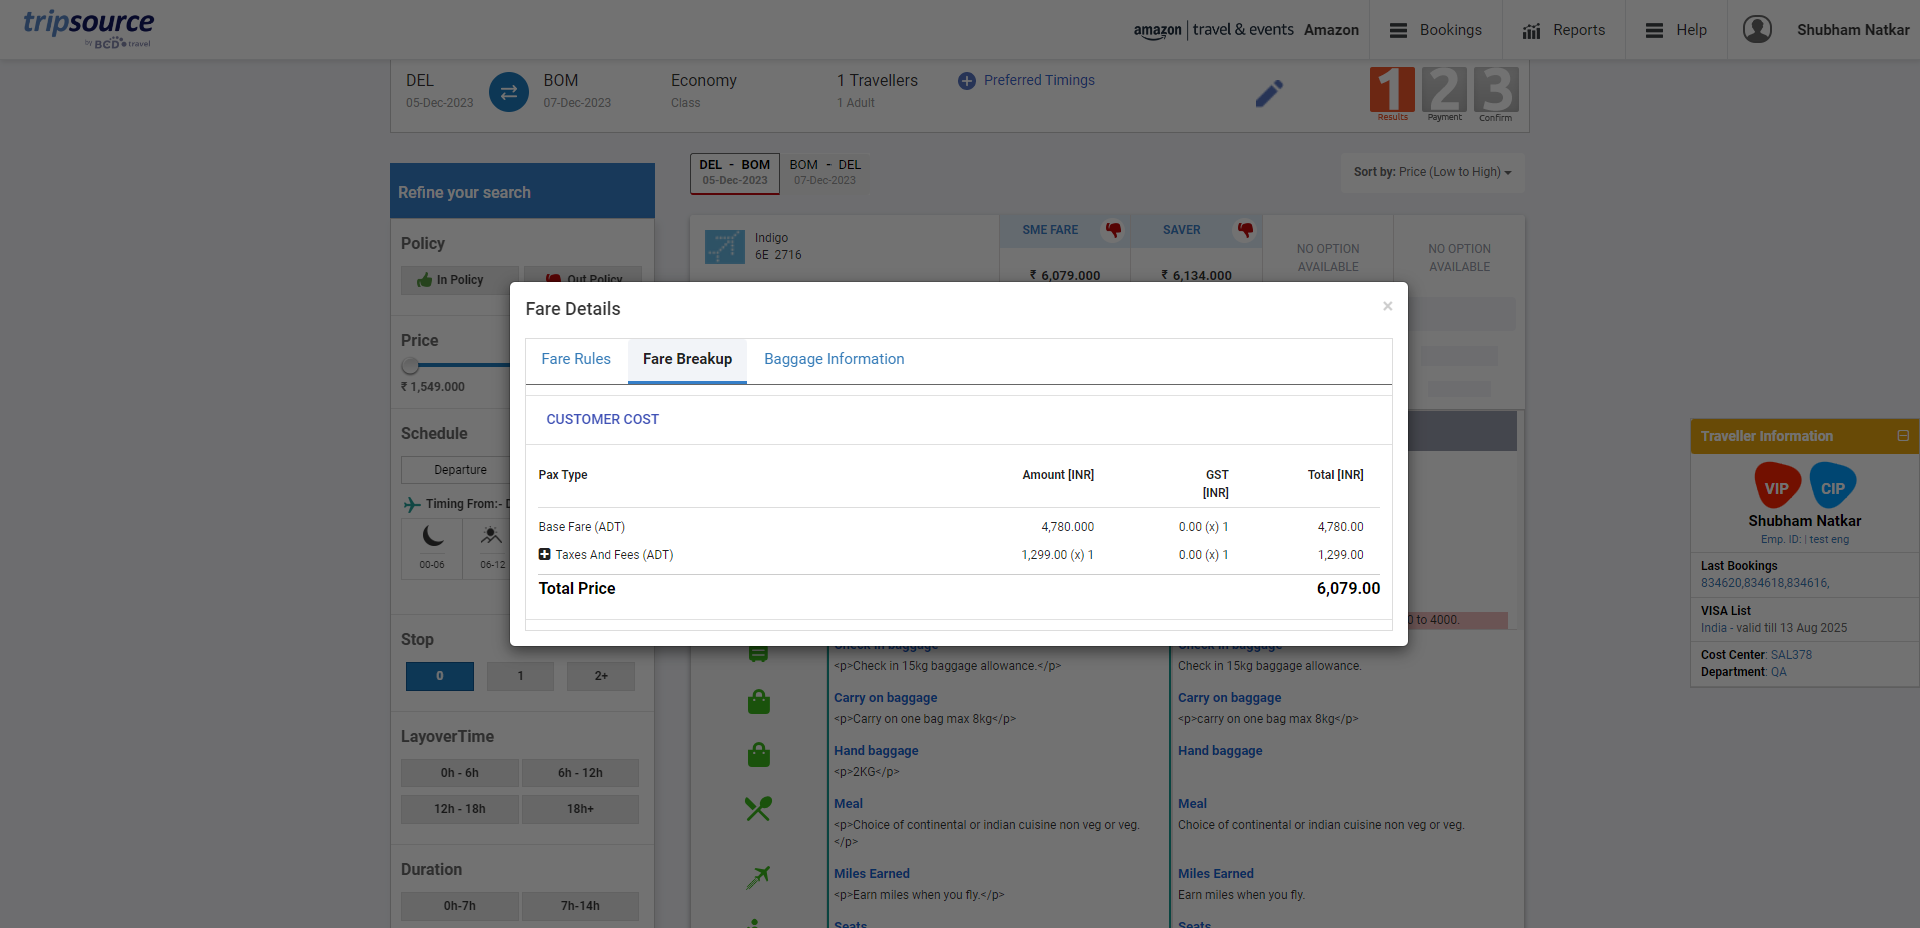 tripsource
by BCD travel
amazon | travel & events Amazon
Bookings
Reports
Help
Shubham Natkar
DEL
05-Dec-2023
BOM
07-Dec-2023
Economy
Class
1 Travellers
1 Adult
Preferred Timings
1 2 3
Results Payment Confirm
Refine your search
DEL - BOM
05-Dec-2023
BOM - DEL
07-Dec-2023
Sort by: Price (Low to High)
Policy
In Policy
Out Policy
Indigo
6E 2716
SME FARE
₹ 6,079.000
SAVER
₹ 6,134.000
NO OPTION
AVAILABLE
NO OPTION
AVAILABLE
Price
₹ 1,549.000
Schedule
Departure
Timing From:-
00-06
06-12
Stop
0
1
2+
LayoverTime
0h - 6h
6h - 12h
12h - 18h
18h+
Duration
0h-7h
7h-14h
Fare Details
×
Fare Rules
Fare Breakup
Baggage Information
CUSTOMER COST
Pax Type Amount [INR] GST Total [INR]
[INR]
Base Fare (ADT) 4,780.000 0.00 (x) 1 4,780.00
Taxes And Fees (ADT) 1,299.00 (x) 1 0.00 (x) 1 1,299.00
Total Price 6,079.00
0 to 4000.
Check in Baggage
<p>Check in 15kg baggage allowance.</p>
Check in Baggage
Check in 15kg baggage allowance.
Carry on baggage
<p>Carry on one bag max 8kg</p>
Carry on baggage
<p>carry on one bag max 8kg</p>
Hand baggage
<p>2KG</p>
Hand baggage
Meal
<p>Choice of continental or indian cuisine non veg or veg.
</p>
Meal
Choice of continental or indian cuisine non veg or veg.
Miles Earned
<p>Earn miles when you fly.</p>
Miles Earned
Earn miles when you fly.
Seats
Seats
Traveller Information
VIP
CIP
Shubham Natkar
Emp. ID: | test eng
Last Bookings
834620,834618,834616,
VISA List
India - valid till 13 Aug 2025
Cost Center: SAL378
Department: QA